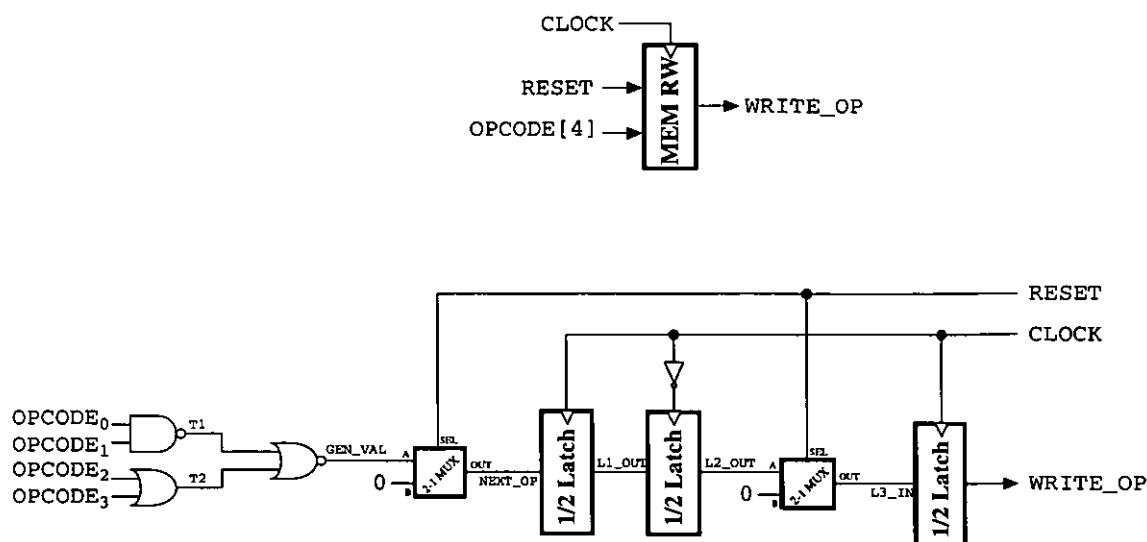 CLOCK
RESET
OPCODE[4]
MEM RW
WRITE_OP
RESET
CLOCK
OPCODE0
OPCODE1
OPCODE2
OPCODE3
T1
T2
GEN_VAL
A
SEL
2-1 MUX
OUT
0
B
NEXT_OP
1/2 Latch
L1_OUT
1/2 Latch
L2_OUT
A
SEL
2-1 MUX
OUT
0
B
L3_IN
1/2 Latch
WRITE_OP